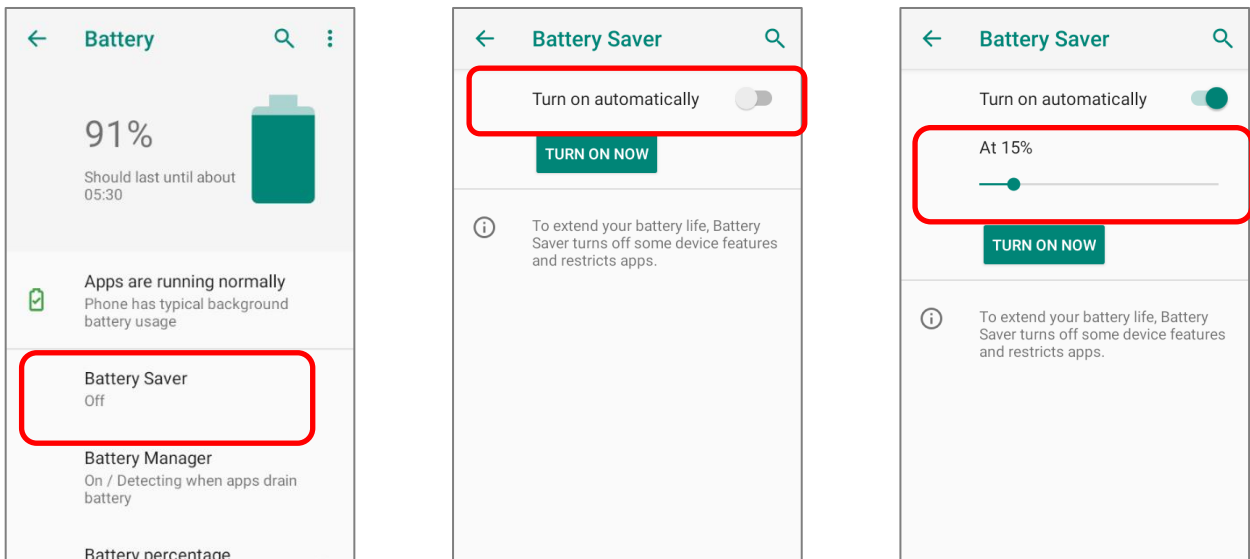 Battery
91%
Should last until about
05:30
Apps are running normally
Phone has typical background
battery usage
Battery Saver
Off
Battery Manager
On / Detecting when apps drain
battery
Battery percentage
Battery Saver
Turn on automatically
TURN ON NOW
To extend your battery life, Battery
Saver turns off some device features
and restricts apps.
Battery Saver
Turn on automatically
At 15%
TURN ON NOW
To extend your battery life, Battery
Saver turns off some device features
and restricts apps.